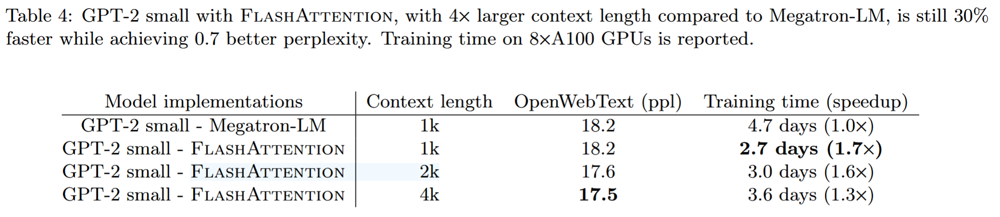 Table 4: GPT-2 small with FLASHATTENTION, with 4× larger context length compared to Megatron-LM, is still 30%
faster while achieving 0.7 better perplexity. Training time on 8×A100 GPUs is reported.
Model implementations Context length OpenWebText (ppl) Training time (speedup)
GPT-2 small - Megatron-LM 1k 18.2 4.7 days (1.0×)
GPT-2 small - FLASHATTENTION 1k 18.2 2.7 days (1.7×)
GPT-2 small - FLASHATTENTION 2k 17.6 3.0 days (1.6×)
GPT-2 small - FLASHATTENTION 4k 17.5 3.6 days (1.3×)